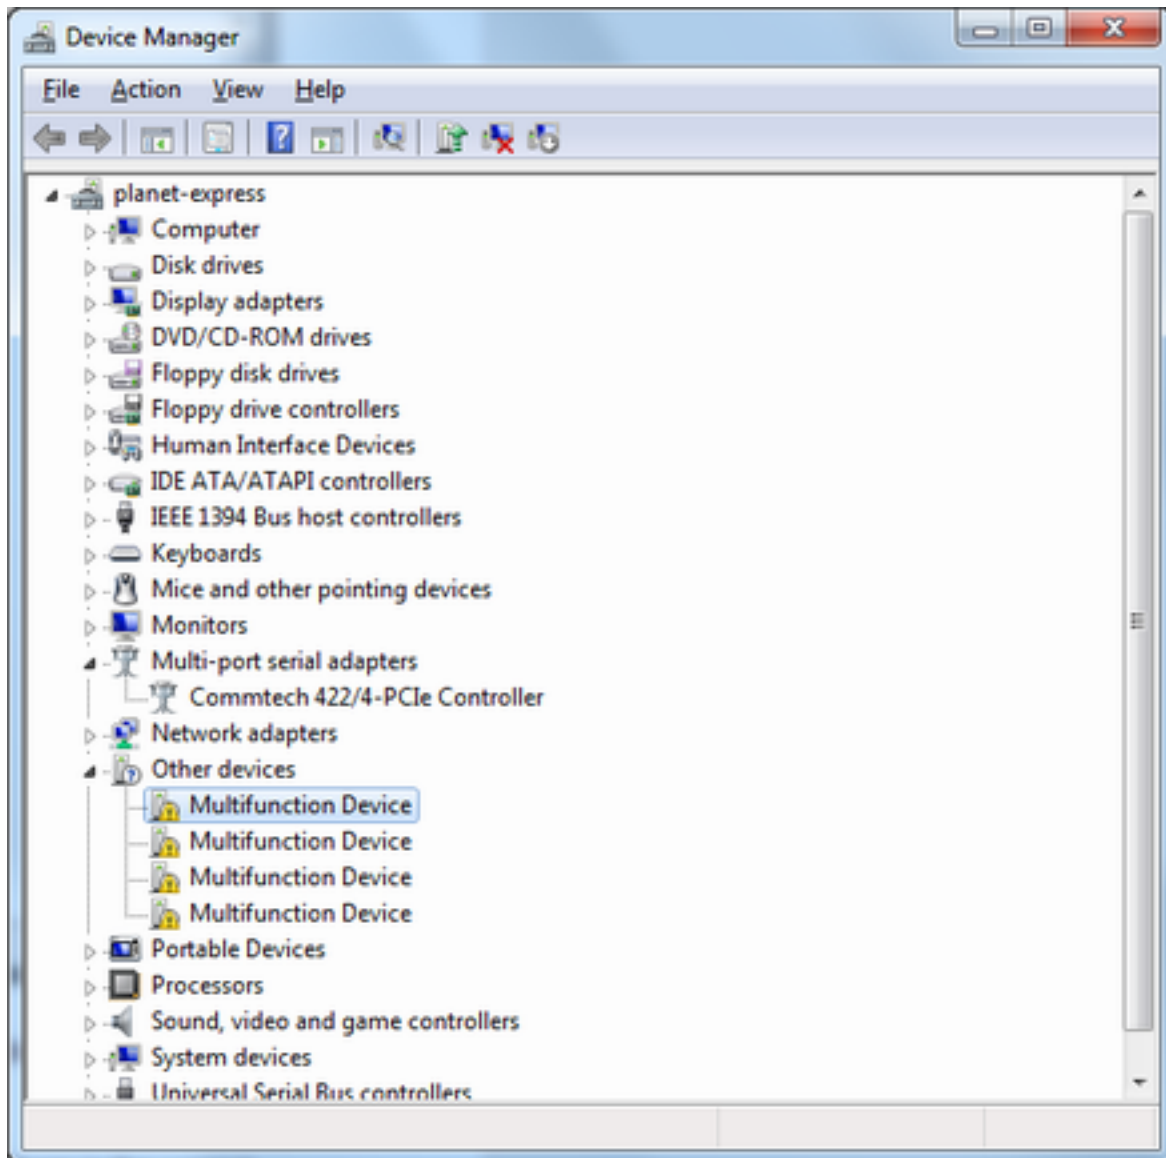 Device Manager
File Action View Help
planet-express
Computer
Disk drives
Display adapters
DVD/CD-ROM drives
Floppy disk drives
Floppy drive controllers
Human Interface Devices
IDE ATA/ATAPI controllers
IEEE 1394 Bus host controllers
Keyboards
Mice and other pointing devices
Monitors
Multi-port serial adapters
Commtech 422/4-PCIe Controller
Network adapters
Other devices
Multifunction Device
Multifunction Device
Multifunction Device
Multifunction Device
Portable Devices
Processors
Sound, video and game controllers
System devices
Universal Serial Bus controllers